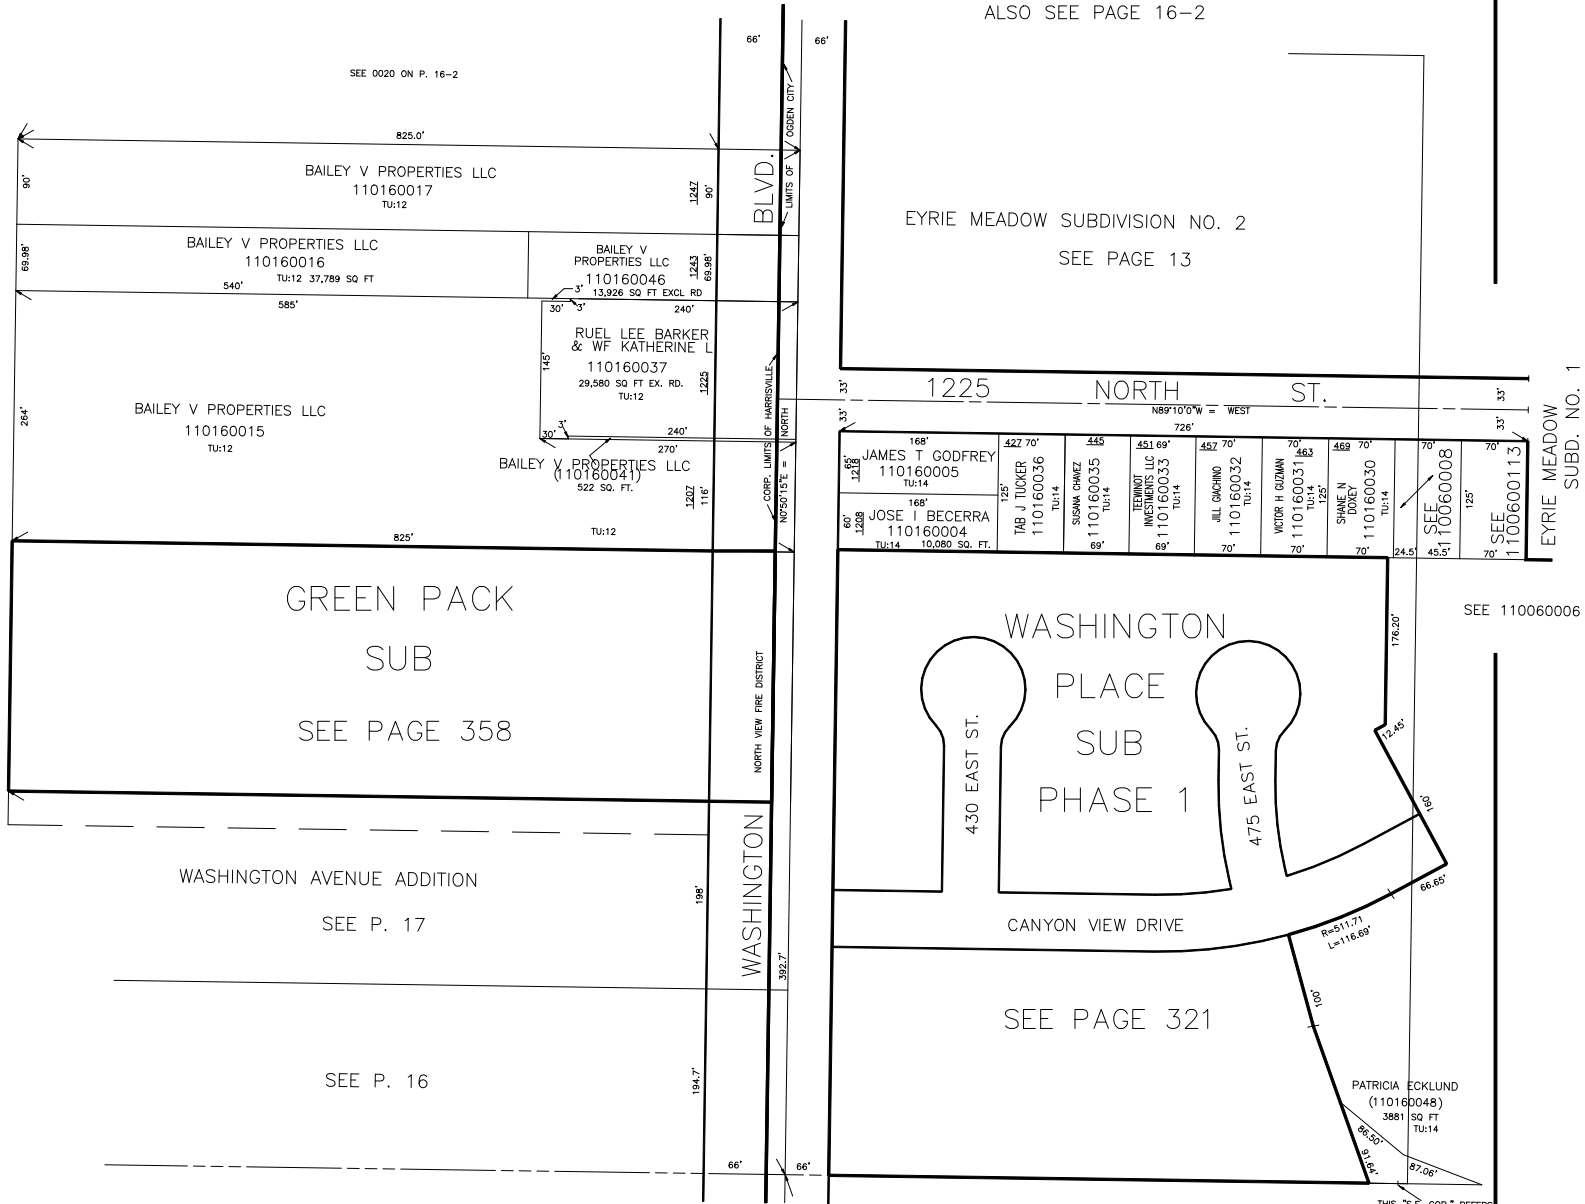 ALSO SEE PAGE 16-2
66'
66'
SEE 0020 ON P. 16-2
825.0'
BAILEY V PROPERTIES LLC
110160017
TU:12
90'
1247
90'
BLVD.
LIMITS OF OGDEN CITY
BAILEY V PROPERTIES LLC
110160016
TU:12 37,789 SQ FT
69.98'
540'
585'
BAILEY V
PROPERTIES LLC
110160046
13,926 SQ FT EXCL RD
1243
69.98'
3'
3'
30'
240'
RUEL LEE BARKER
& WF KATHERINE L
110160037
29,580 SQ FT EX. RD.
TU:12
145'
1225
BAILEY V PROPERTIES LLC
110160015
TU:12
264'
3'
30'
240'
270'
BAILEY V PROPERTIES LLC
(110160041)
522 SQ. FT.
1207
116'
TU:12
825'
CORP. LIMITS OF HARRISVILLE
N0°50'15"E = NORTH
EYRIE MEADOW SUBDIVISION NO. 2
SEE PAGE 13
1225 NORTH ST.
33'
33'
33'
33'
N89°10'0"W = WEST
726'
EYRIE MEADOW
SUBD. NO. 1
168'
65'
1218
JAMES T GODFREY
110160005
TU:14
168'
60'
1208
JOSE I BECERRA
110160004
TU:14 10,080 SQ. FT.
427 70'
125'
TAB J TUCKER
110160036
TU:14
69'
445
SUSANA CHAVEZ
110160035
TU:14
69'
451 69'
TEEWINOT
INVESTMENTS LLC
110160033
TU:14
457 70'
JILL GIACHINO
110160032
TU:14
70'
70'
463
VICTOR H GUZMAN
110160031
TU:14
125'
70'
469
SHANE N
DOXEY
110160030
TU:14
70'
70'
SEE
110060008
24.5'
45.5'
125'
70'
SEE
1100600113
70'
SEE 110060006
GREEN PACK
SUB
SEE PAGE 358
NORTH VIEW FIRE DISTRICT
WASHINGTON
PLACE
SUB
PHASE 1
430 EAST ST.
475 EAST ST.
176.20'
12.45'
160'
66.65'
R=511.71
L=116.69'
CANYON VIEW DRIVE
WASHINGTON AVENUE ADDITION
SEE P. 17
198'
WASHINGTON
392.7'
SEE PAGE 321
100'
SEE P. 16
194.7'
66'
66'
PATRICIA ECKLUND
(110160048)
3881 SQ FT
TU:14
86.50'
91.64'
87.06'